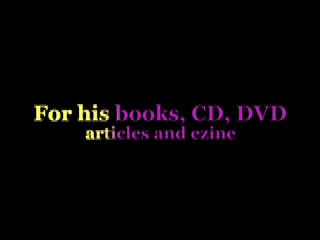 For his books, CD, DVD
articles and ezine